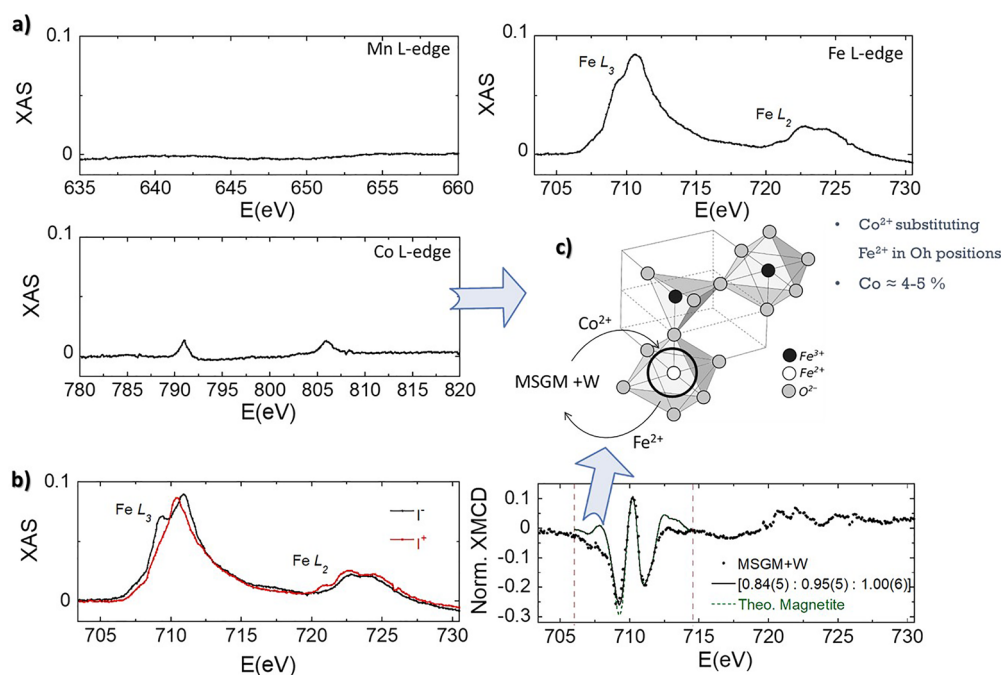 a)
0.1
Mn L-edge
XAS
0
635 640 645 650 655 660
E(eV)
0.1
Fe L-edge
Fe L3
Fe L2
XAS
0
705 710 715 720 725 730
E(eV)
0.1
Co L-edge
XAS
0
780 785 790 795 800 805 810 815 820
E(eV)
c)
• Co2+ substituting
Fe2+ in Oh positions
• Co ≈ 4-5 %
Co2+
MSGM +W
Fe2+
Fe3+
Fe2+
O2−
b)
0.1
Fe L3
I-
I+
Fe L2
XAS
0
705 710 715 720 725 730
E(eV)
0.1
0
-0.1
-0.2
-0.3
Norm. XMCD
MSGM+W
[0.84(5) : 0.95(5) : 1.00(6)]
Theo. Magnetite
705 710 715 720 725 730
E(eV)